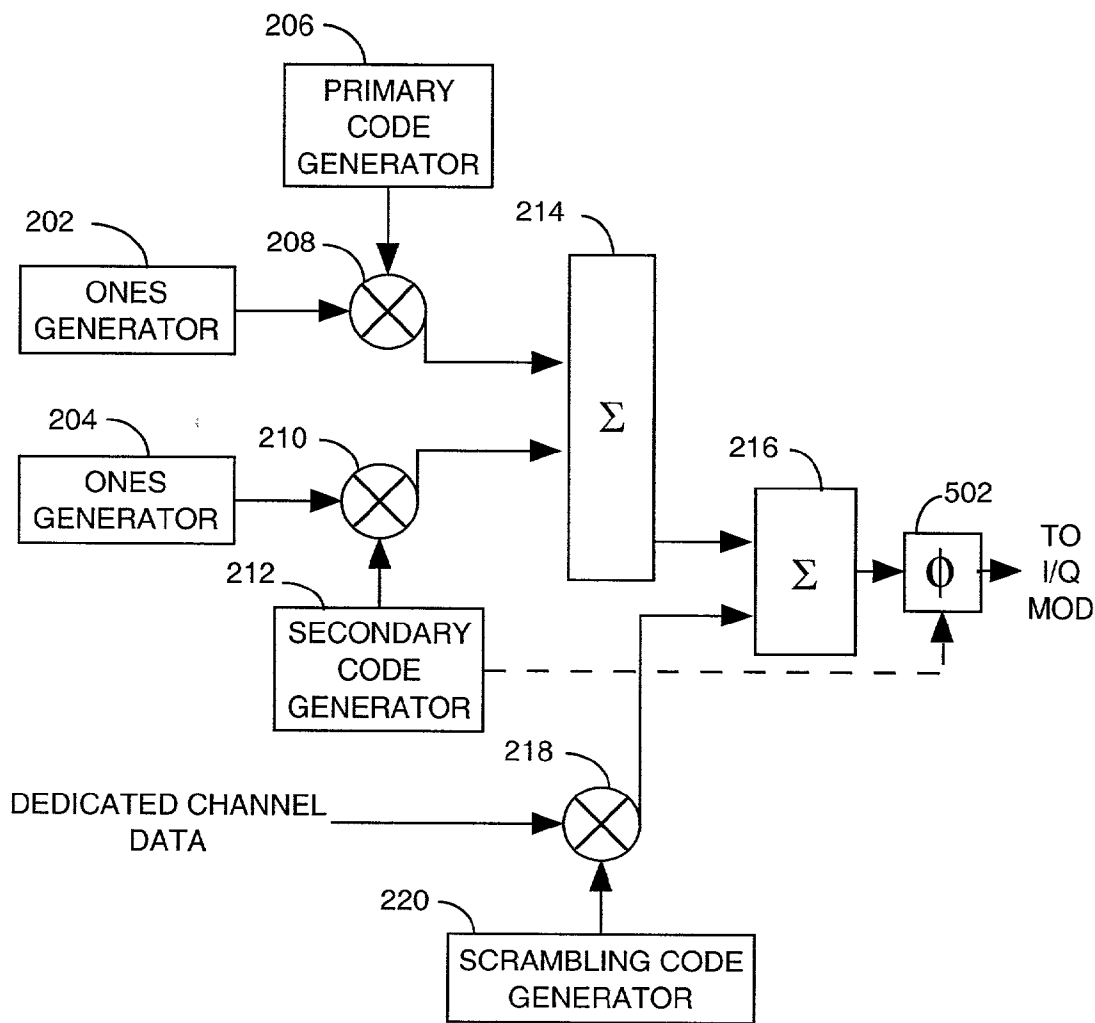 206
PRIMARY
CODE
GENERATOR
202
208
214
ONES
GENERATOR
Σ
204
210
216
502
ONES
GENERATOR
TO
I/Q
MOD
Σ
ϕ
212
SECONDARY
CODE
GENERATOR
218
DEDICATED CHANNEL
DATA
220
SCRAMBLING CODE
GENERATOR